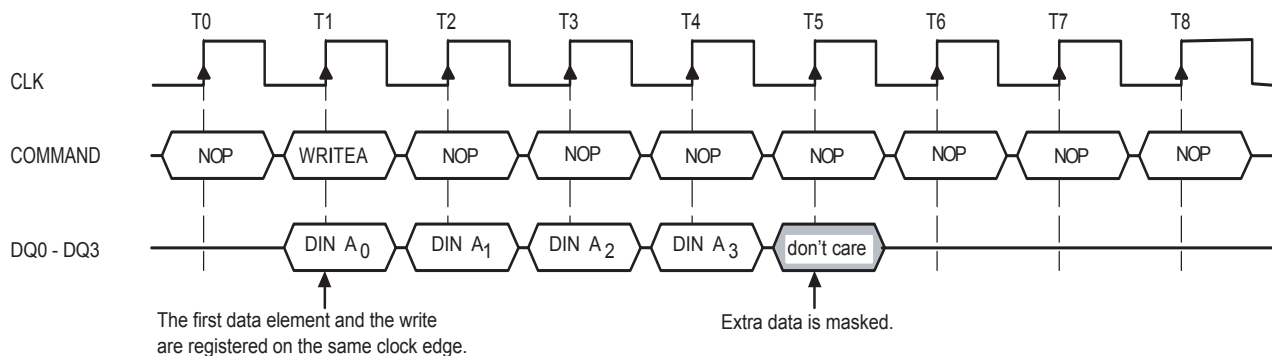 T0 T1 T2 T3 T4 T5 T6 T7 T8
CLK
COMMAND NOP WRITEA NOP NOP NOP NOP NOP NOP NOP
DQ0 - DQ3 DIN A0 DIN A1 DIN A2 DIN A3 don't care
The first data element and the write
are registered on the same clock edge.
Extra data is masked.